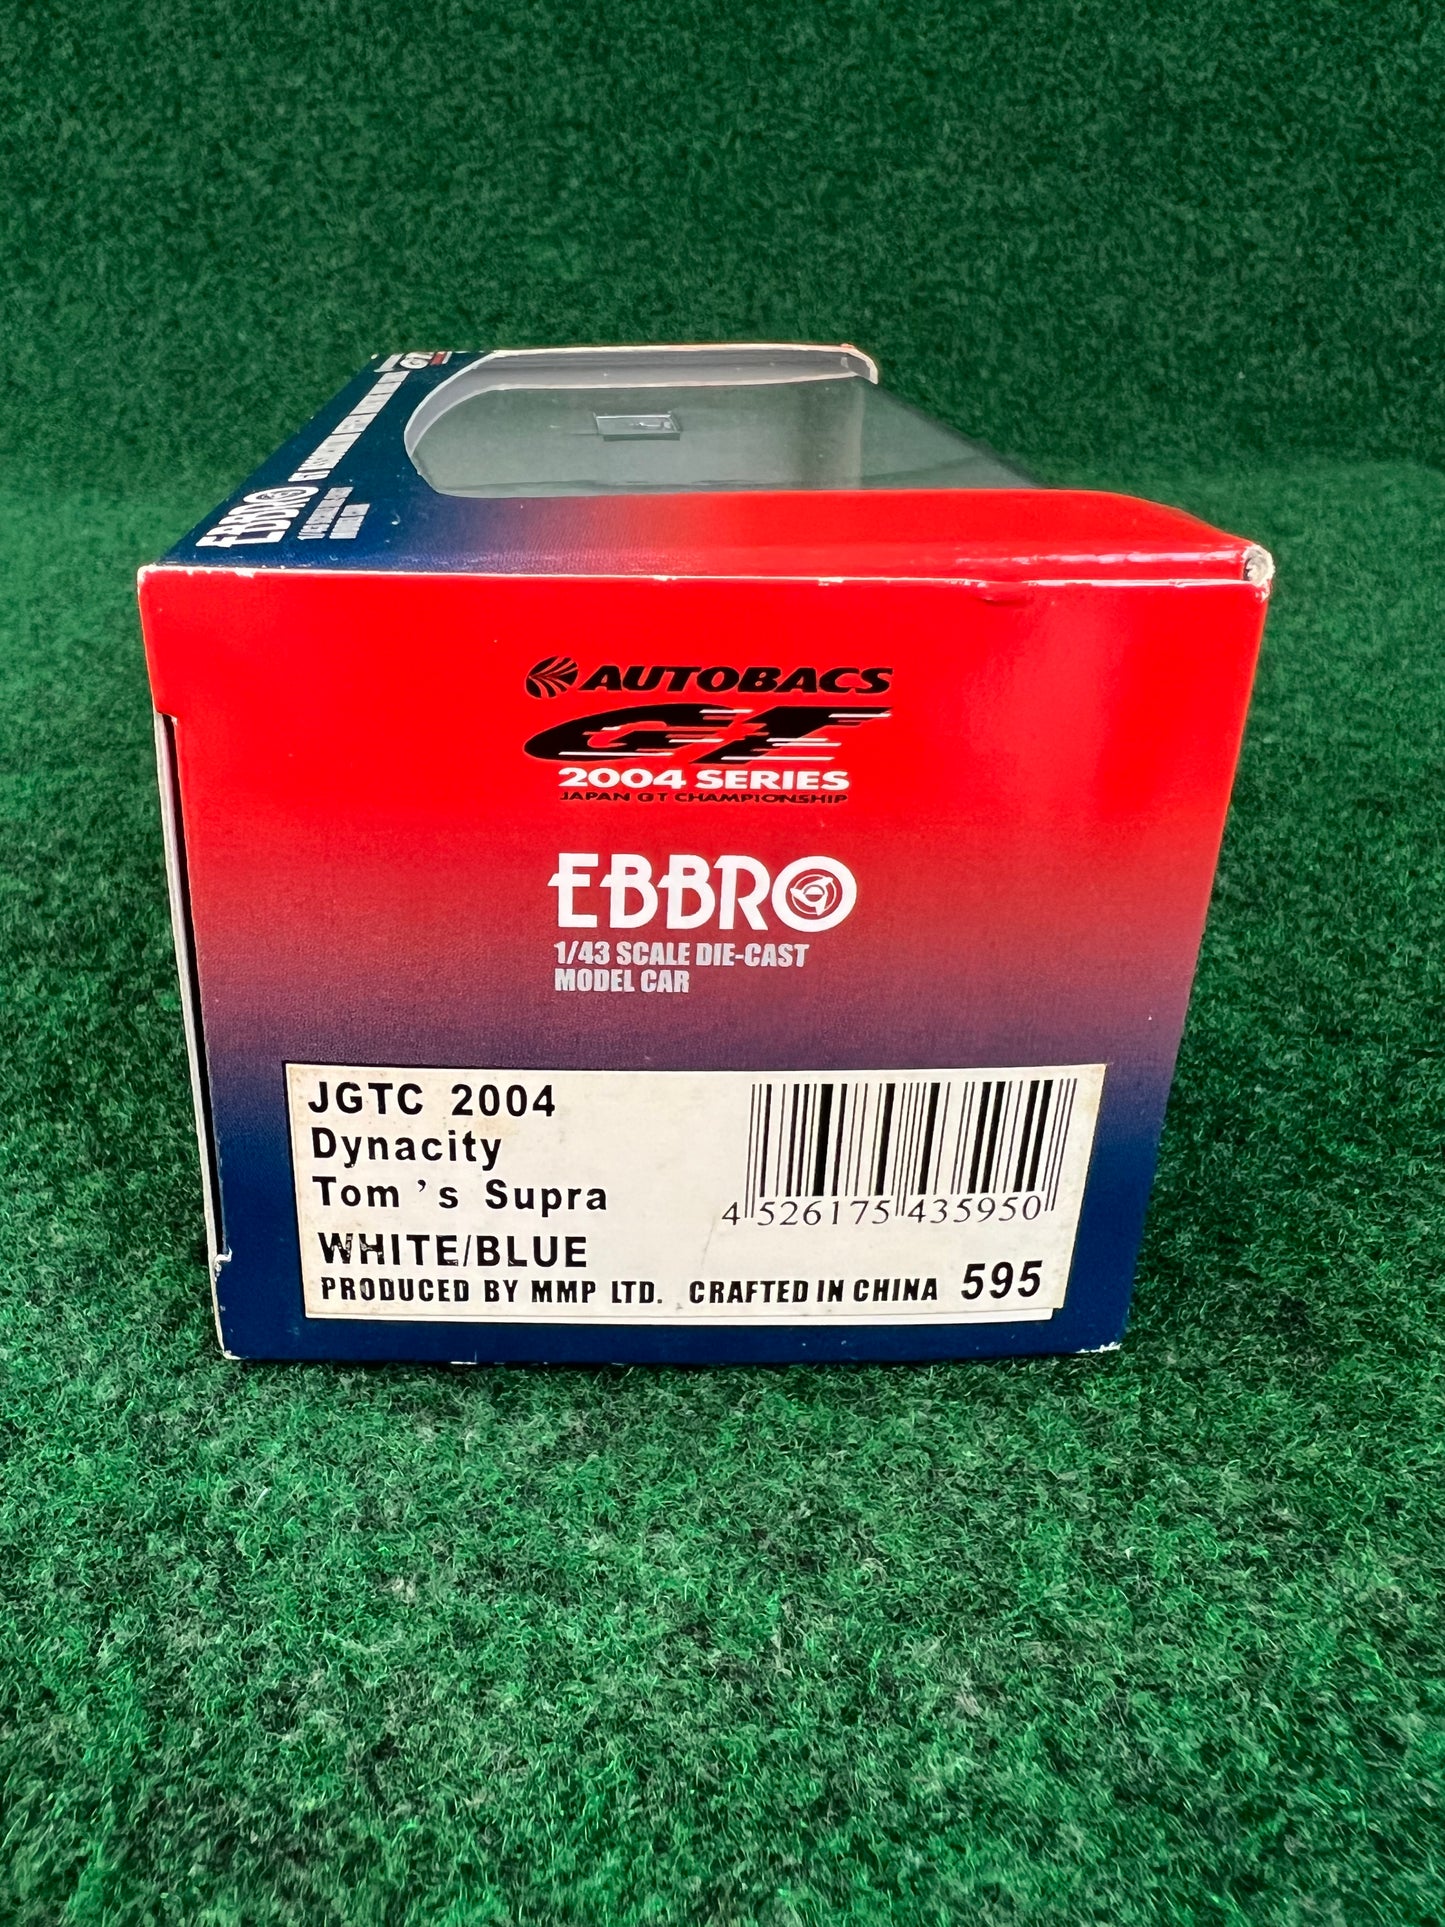 EBBRO
AUTOBACS
GT
2004 SERIES
JAPAN GT CHAMPIONSHIP
EBBRO
1/43 SCALE DIE-CAST
MODEL CAR
JGTC 2004
Dynacity
Tom's Supra
WHITE/BLUE
4 526175 435950
PRODUCED BY MMP LTD. CRAFTED IN CHINA 595